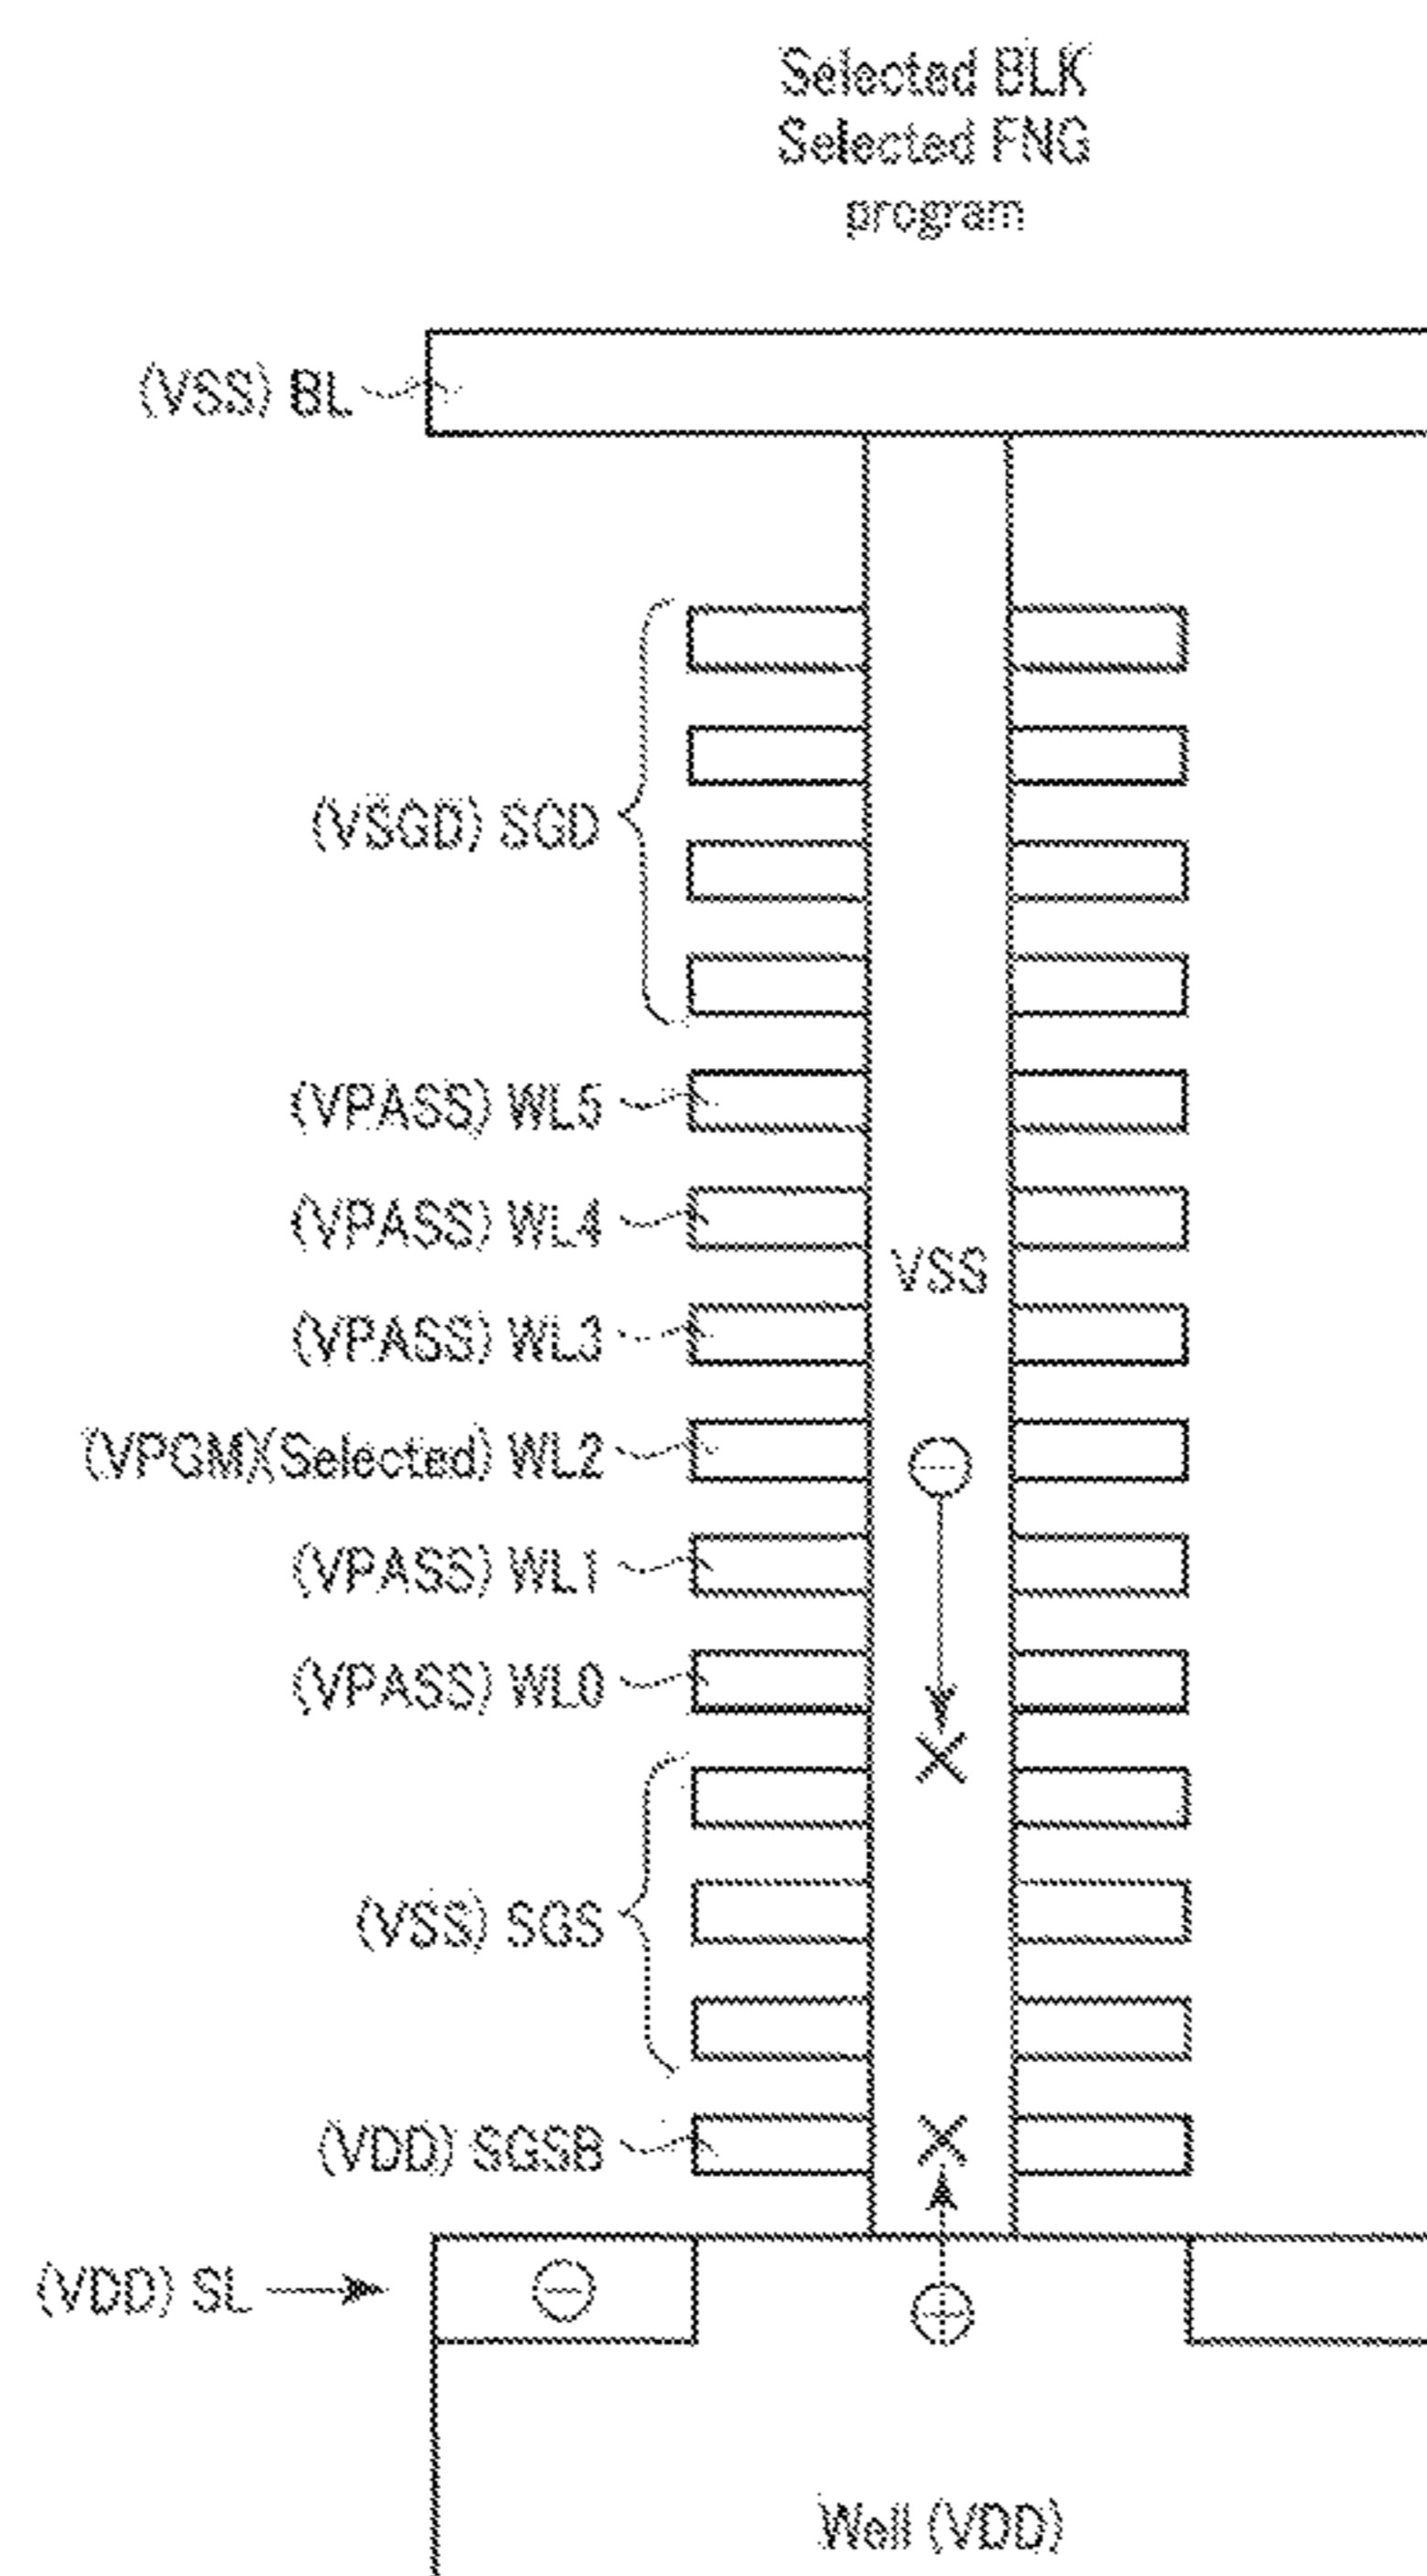 Selected BLK
Selected FNG
program
(VSS) BL
(VSGD) SGD
(VPASS) WL5
(VPASS) WL4
VSS
(VPASS) WL3
(VPGM)(Selected) WL2
(VPASS) WL1
(VPASS) WL0
(VSS) SGS
(VDD) SGSB
(VDD) SL
Well (VDD)